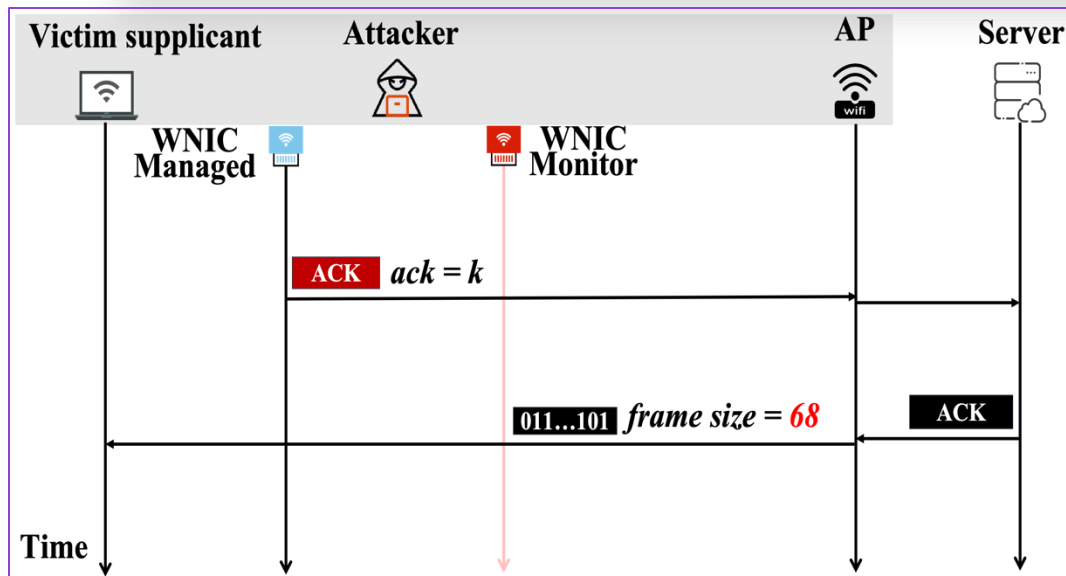 Victim supplicant
Attacker
AP
Server
wifi
WNIC
Managed
WNIC
Monitor
ACK ack = k
ACK
011...101 frame size = 68
Time